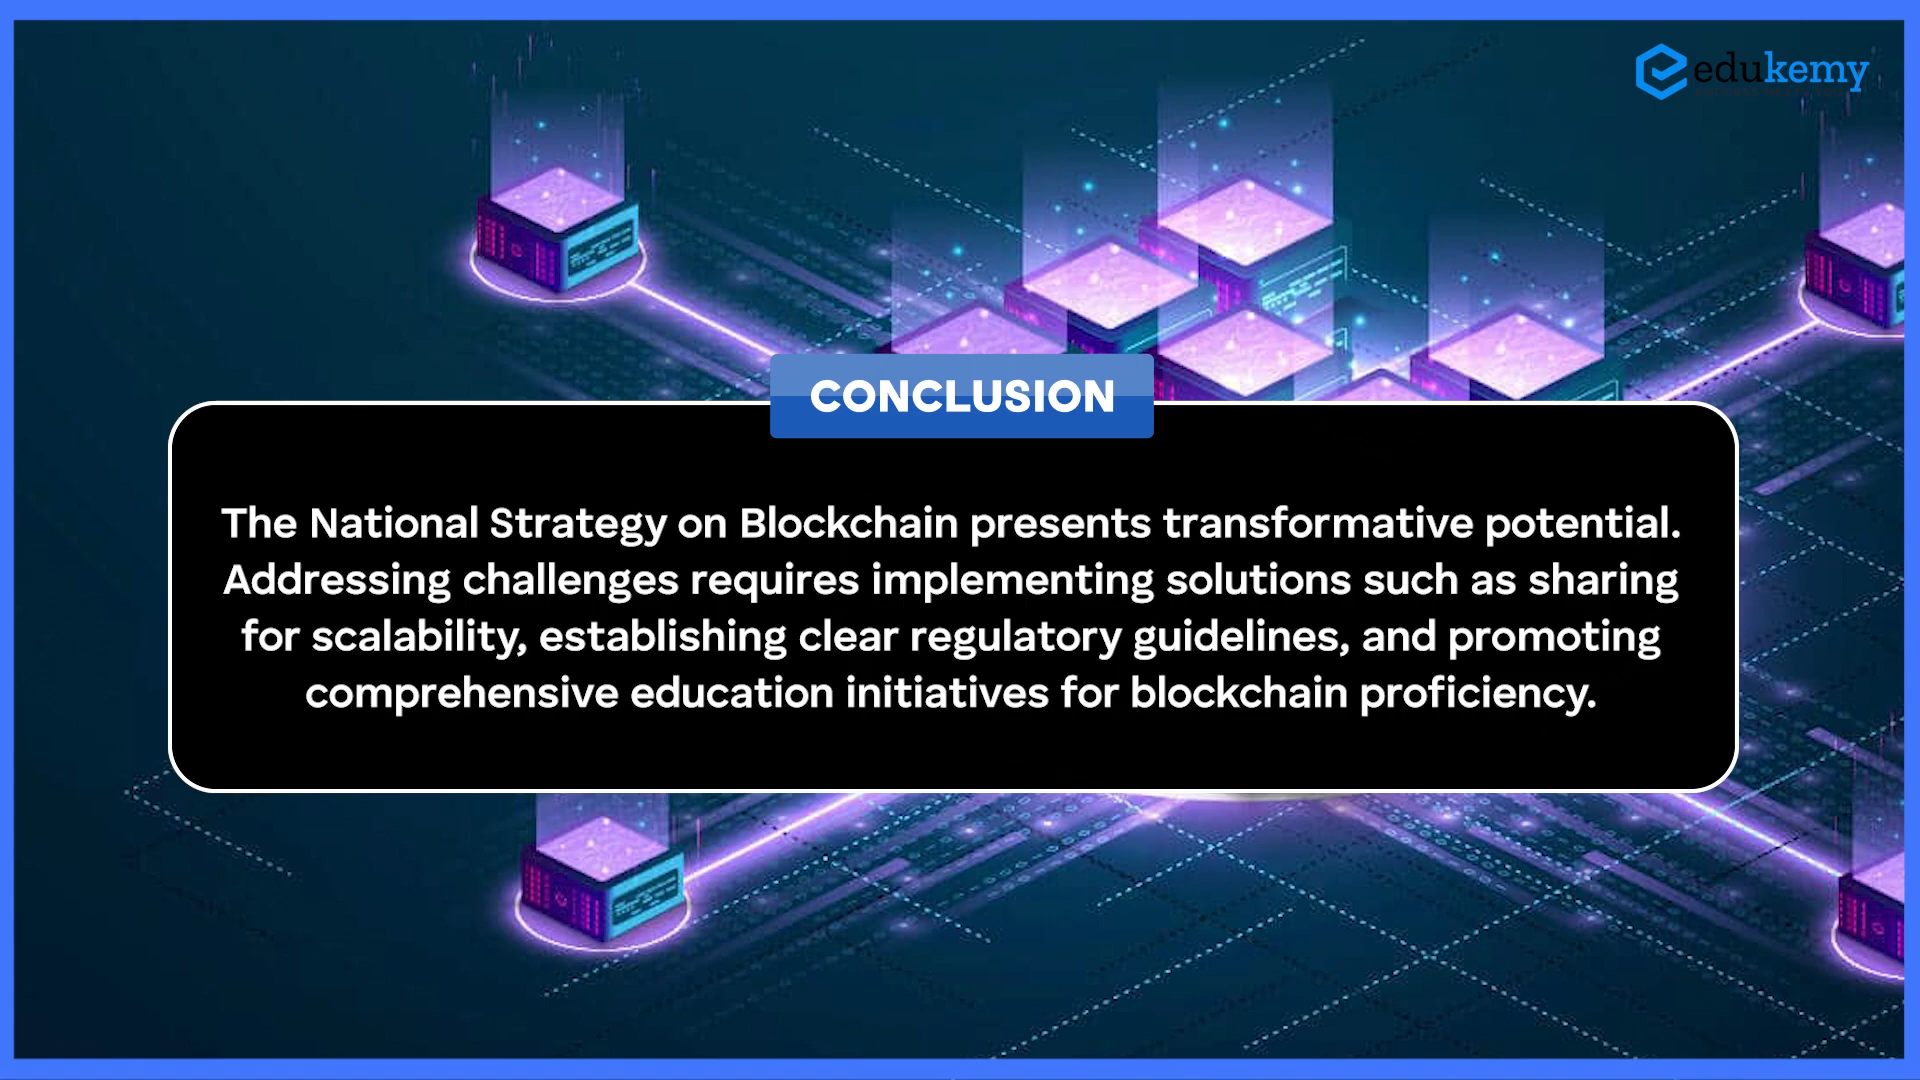 edukemy
CONCLUSION
The National Strategy on Blockchain presents transformative potential.
Addressing challenges requires implementing solutions such as sharing
for scalability, establishing clear regulatory guidelines, and promoting
comprehensive education initiatives for blockchain proficiency.